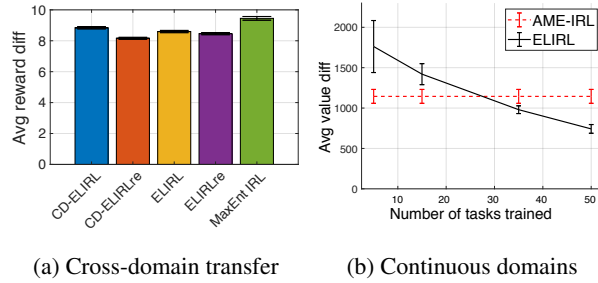 Avg reward diff
10
8
6
4
2
0
CD-ELIRL
CD-ELIRLre
ELIRL
ELIRLre
MaxEnt IRL
(a) Cross-domain transfer
Avg value diff
2000
1500
1000
500
0
AME-IRL
ELIRL
10 20 30 40 50
Number of tasks trained
(b) Continuous domains